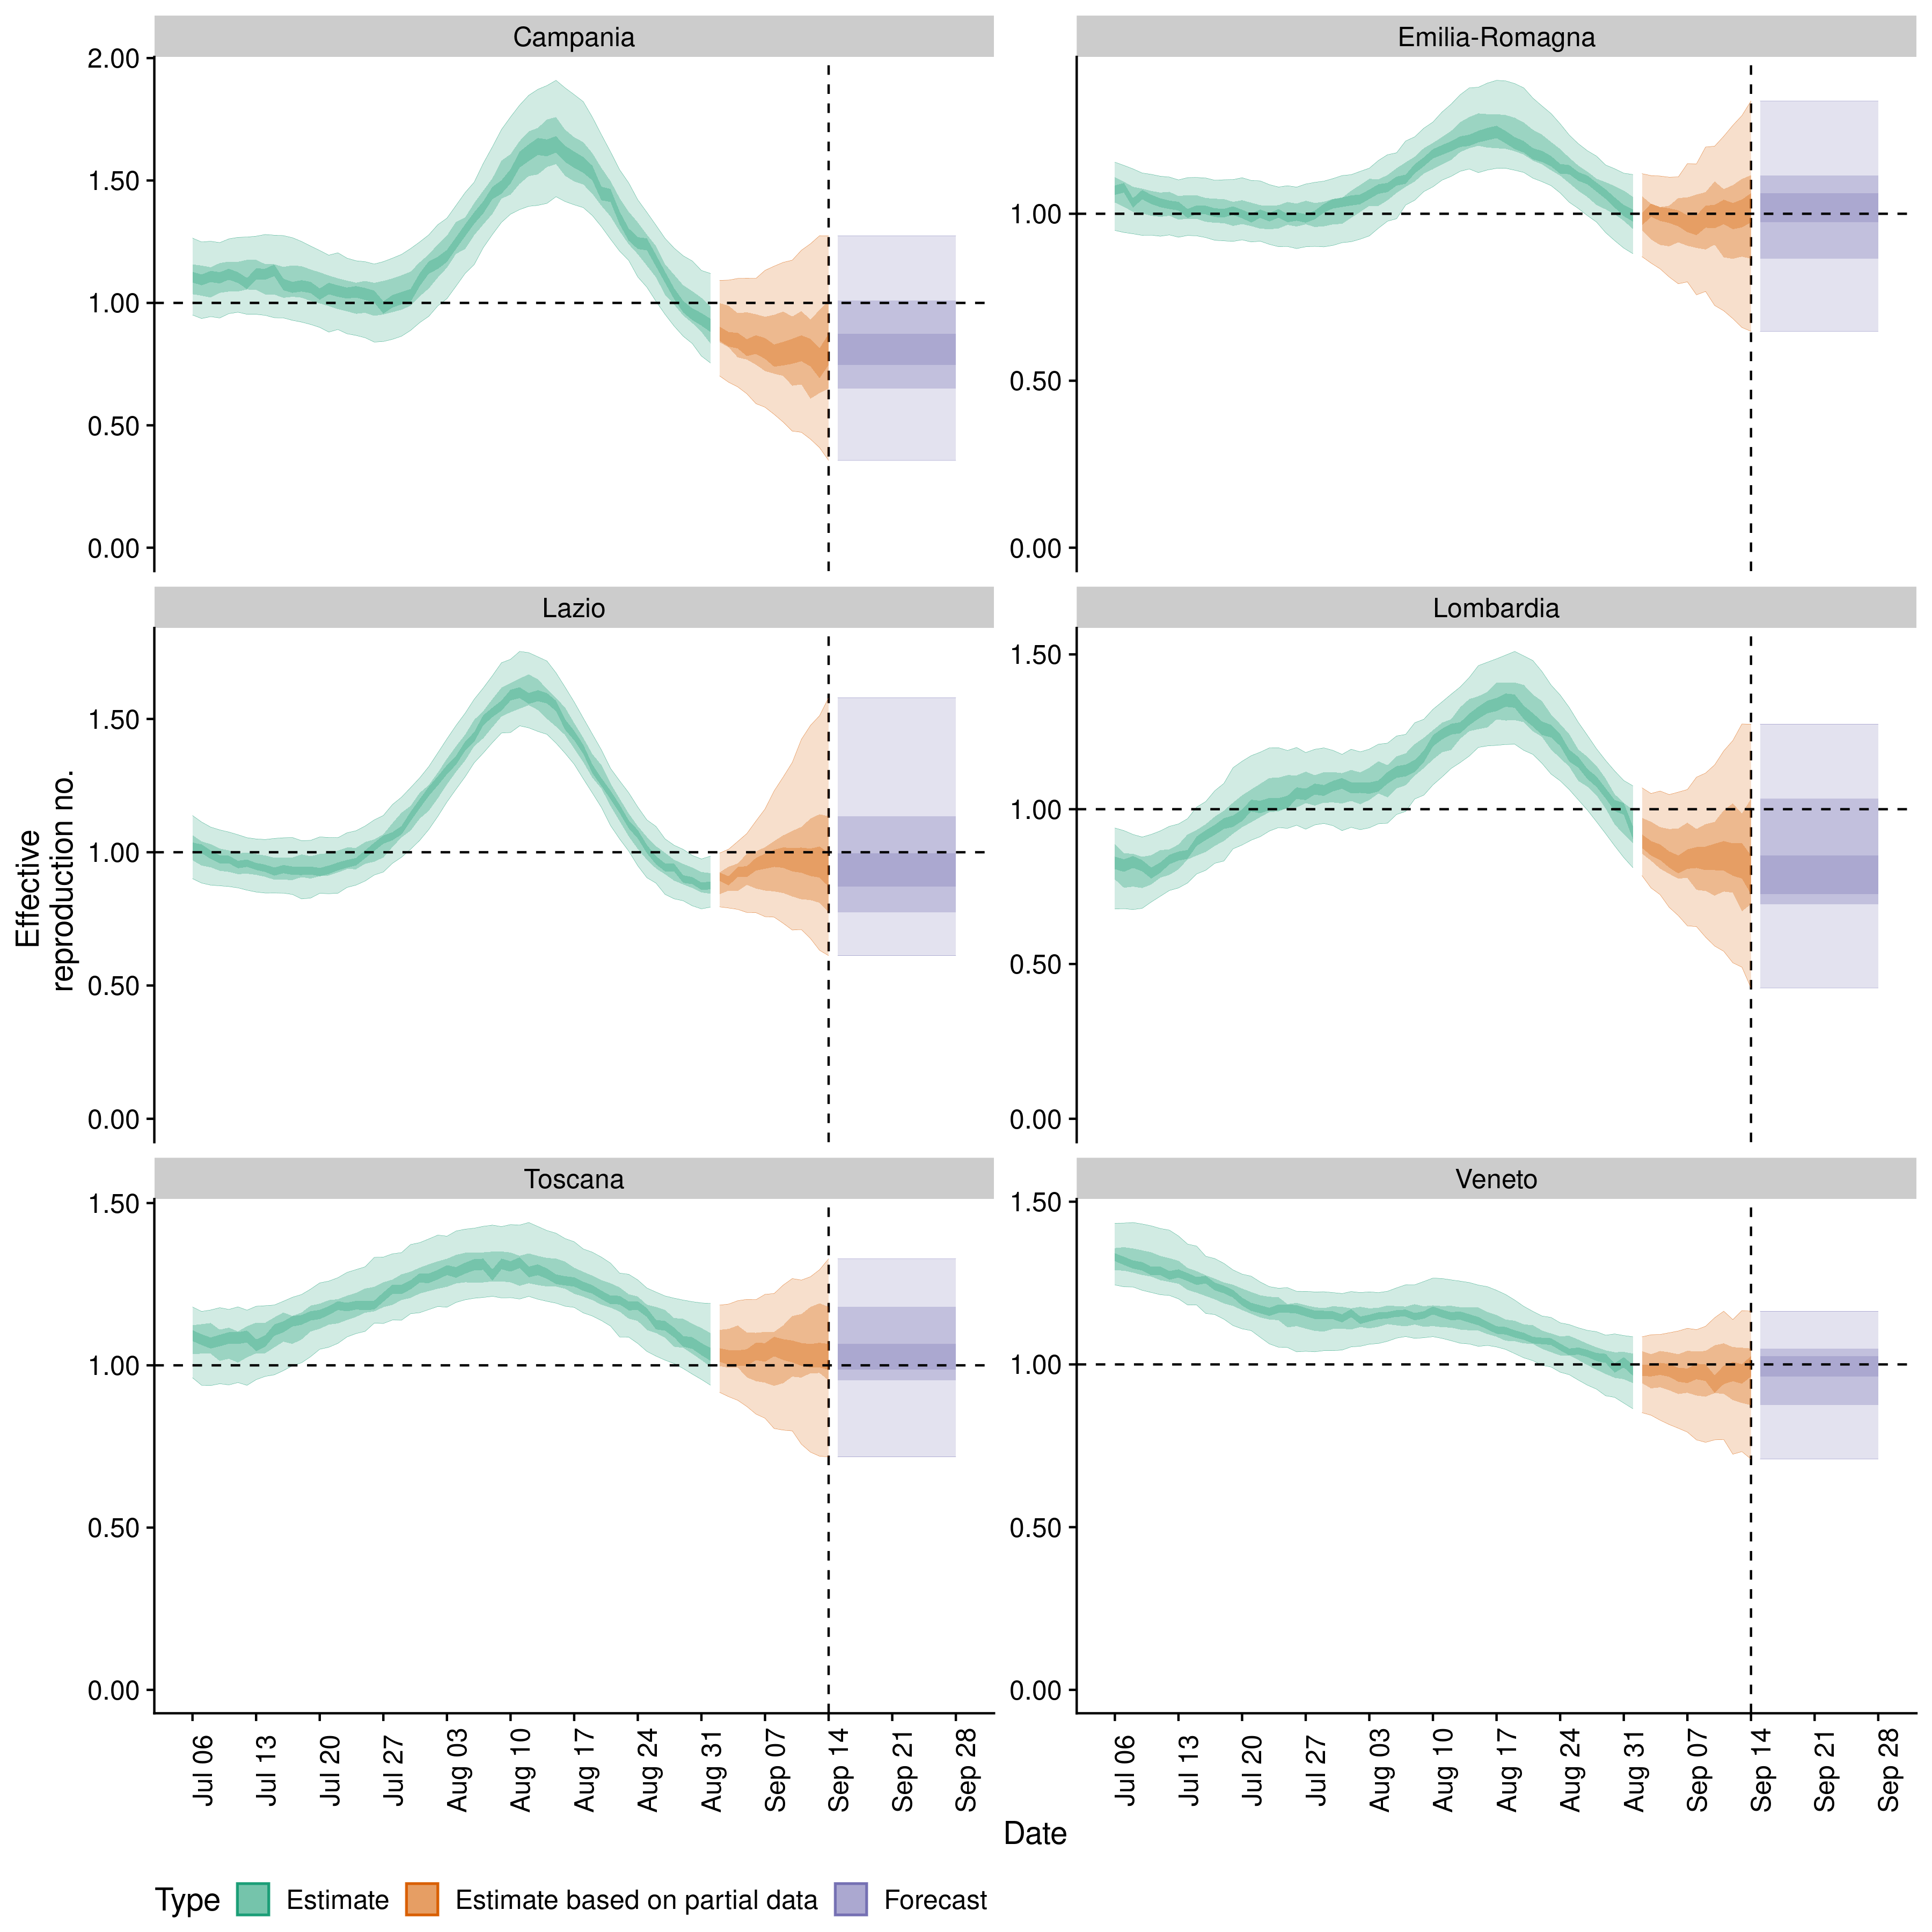 Campania
Emilia-Romagna
2.00
1.50
1.00
0.50
0.00
1.00
0.50
0.00
Lazio
Lombardia
1.50
1.00
0.50
0.00
1.50
1.00
0.50
0.00
Effective
reproduction no.
Toscana
Veneto
1.50
1.00
0.50
0.00
1.50
1.00
0.50
0.00
Jul 06
Jul 13
Jul 20
Jul 27
Aug 03
Aug 10
Aug 17
Aug 24
Aug 31
Sep 07
Sep 14
Sep 21
Sep 28
Jul 06
Jul 13
Jul 20
Jul 27
Aug 03
Aug 10
Aug 17
Aug 24
Aug 31
Sep 07
Sep 14
Sep 21
Sep 28
Date
Type Estimate Estimate based on partial data Forecast